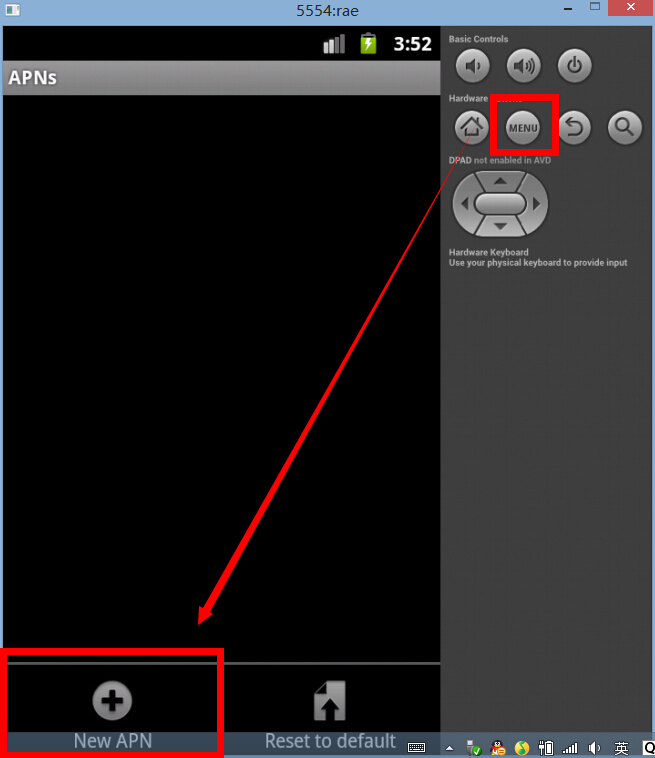 5554:rae
3:52
APNs
Basic Controls
Hardware
MENU
DPAD not enabled in AVD
Hardware Keyboard
Use your physical keyboard to provide input
New APN
Reset to default
英
Q